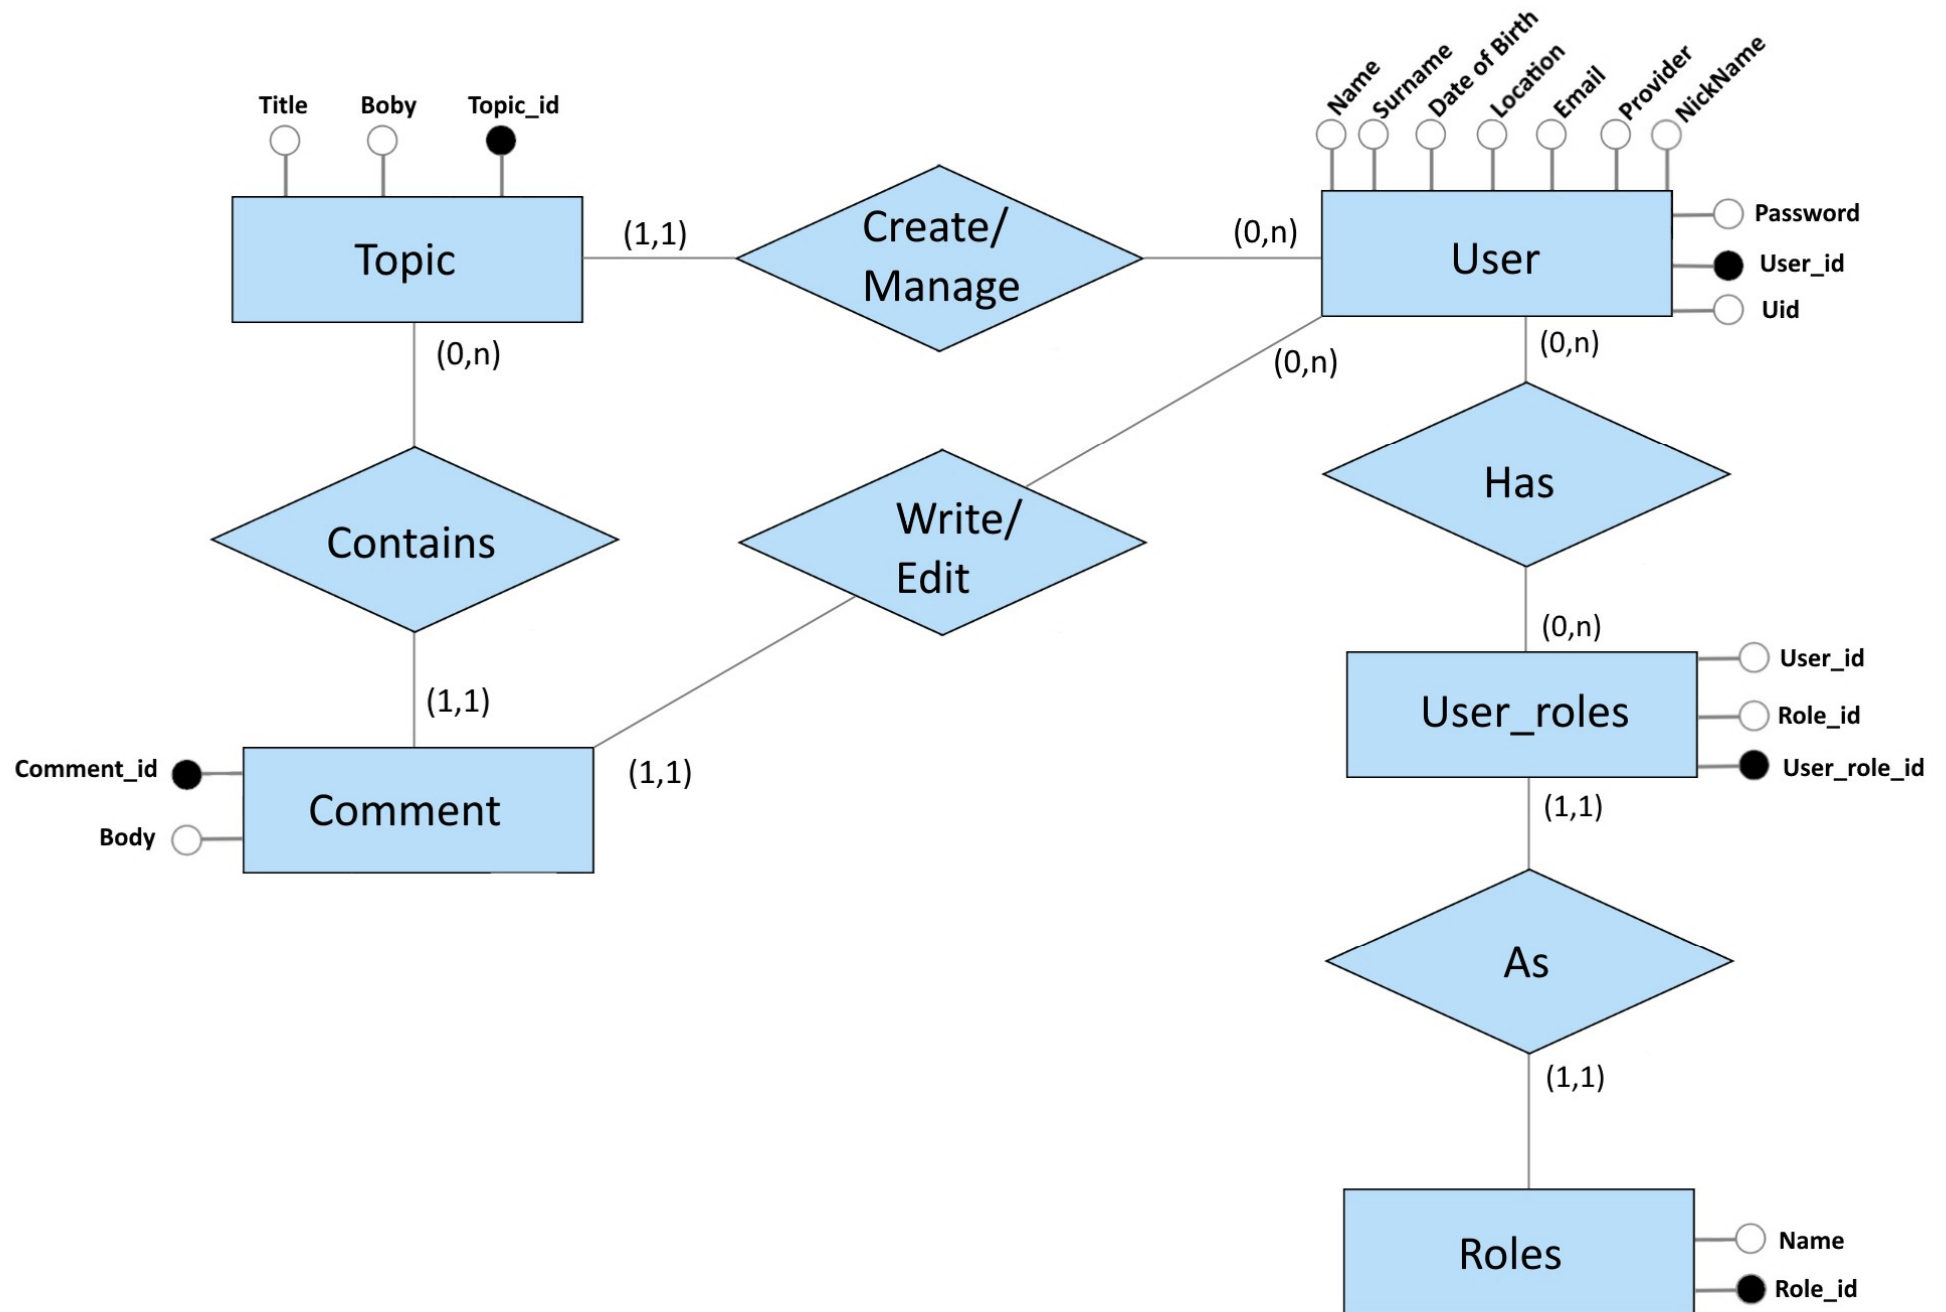 Name
Surname
Date of Birth
Location
Email
Provider
NickName
Title
Boby
Topic_id
Topic
(1,1)
Create/
Manage
(0,n)
User
Password
User_id
Uid
(0,n)
(0,n)
(0,n)
Contains
Write/
Edit
Has
(0,n)
(1,1)
User_roles
User_id
Role_id
User_role_id
Comment_id
Body
Comment
(1,1)
(1,1)
As
(1,1)
Roles
Name
Role_id